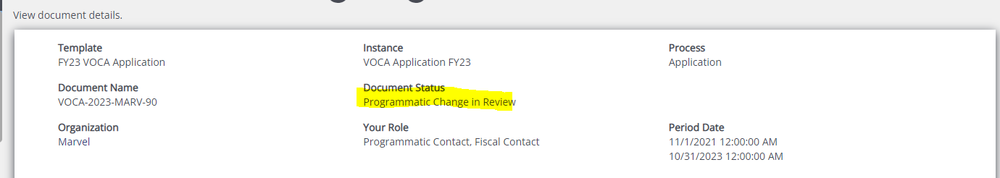 View document details.
Template
FY23 VOCA Application
Instance
VOCA Application FY23
Process
Application
Document Name
VOCA-2023-MARV-90
Document Status
Programmatic Change in Review
Organization
Marvel
Your Role
Programmatic Contact, Fiscal Contact
Period Date
11/1/2021 12:00:00 AM
10/31/2023 12:00:00 AM